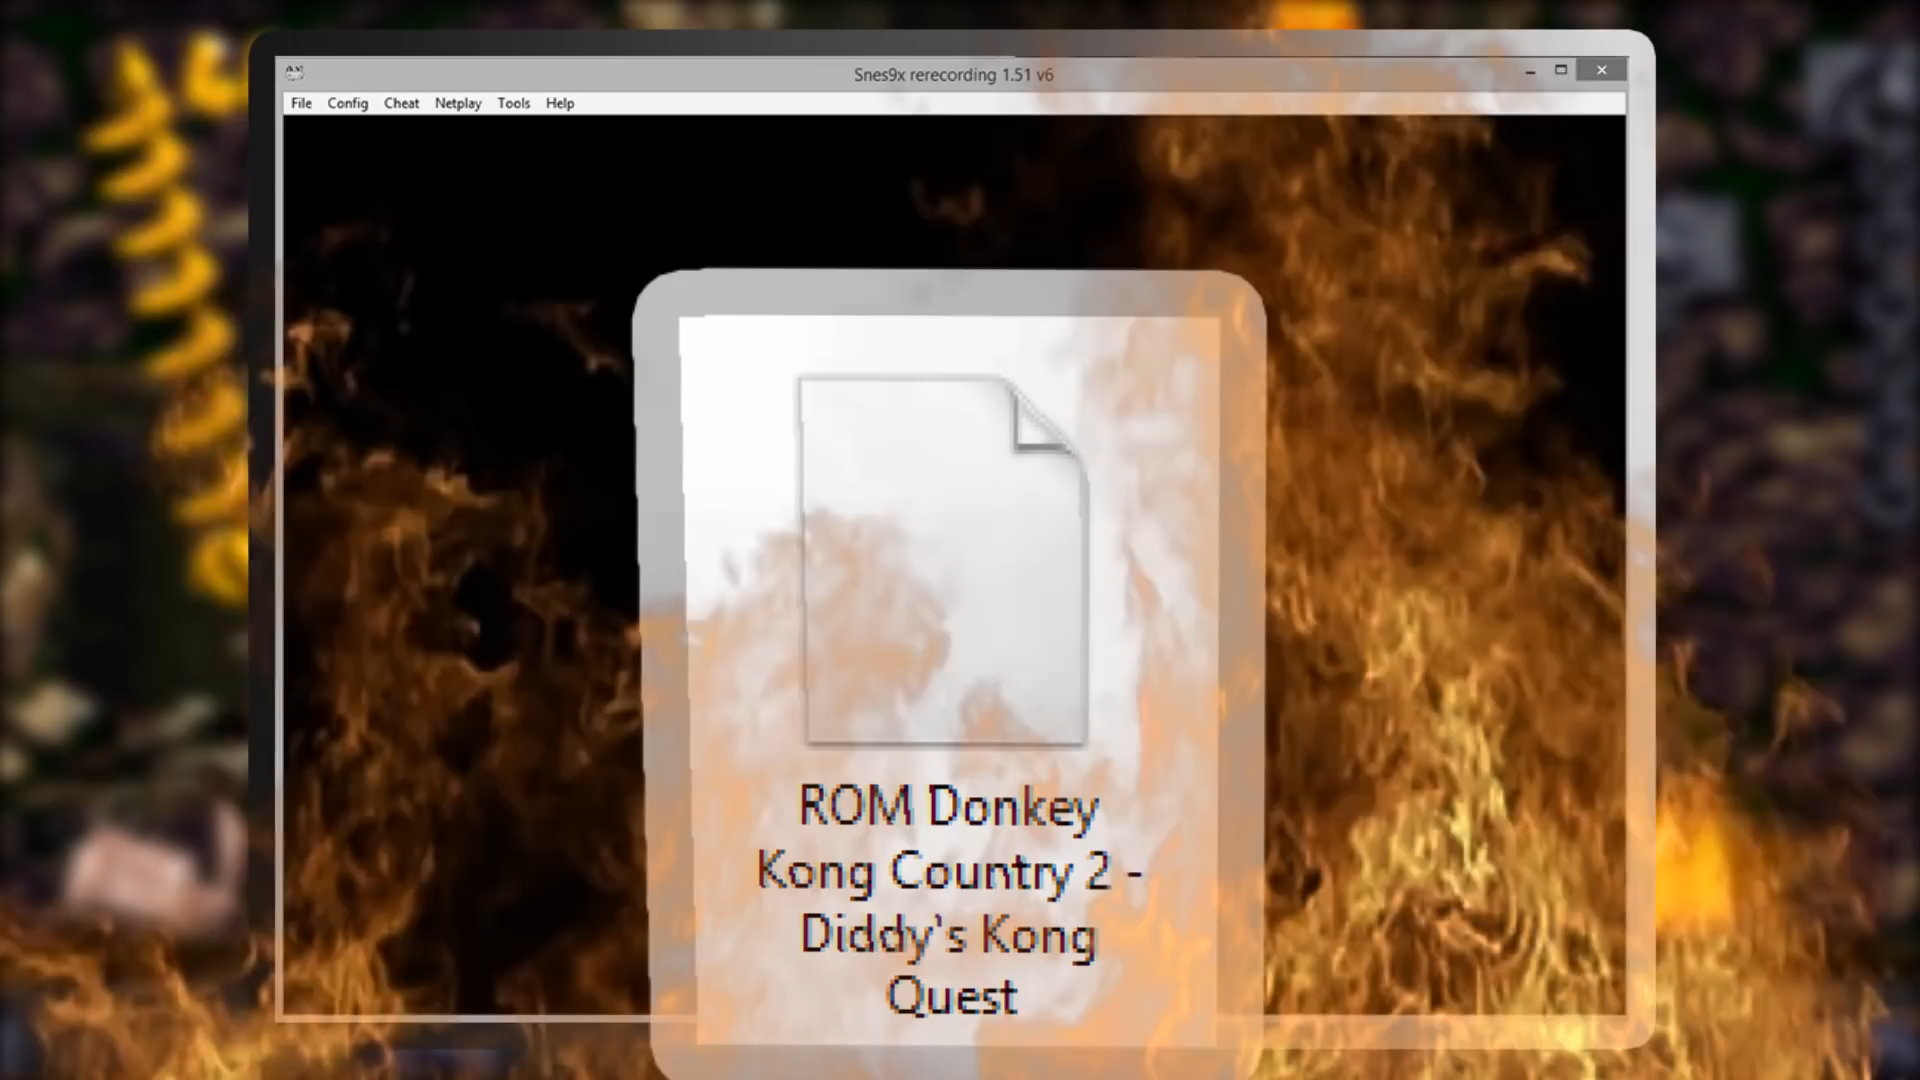 Snes9x rerecording 1.51 v6
File Config Cheat Netplay Tools Help
ROM Donkey
Kong Country 2 -
Diddy's Kong
Quest